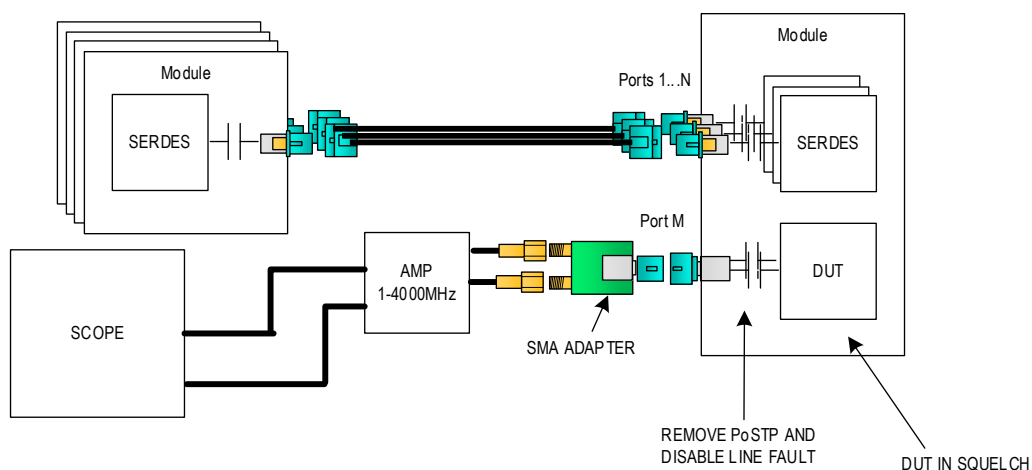 Module
SERDES
Ports 1...N
Module
SERDES
Port M
SCOPE
AMP
1-4000MHz
SMA ADAPTER
DUT
REMOVE PoSTP AND
DISABLE LINE FAULT
DUT IN SQUELCH